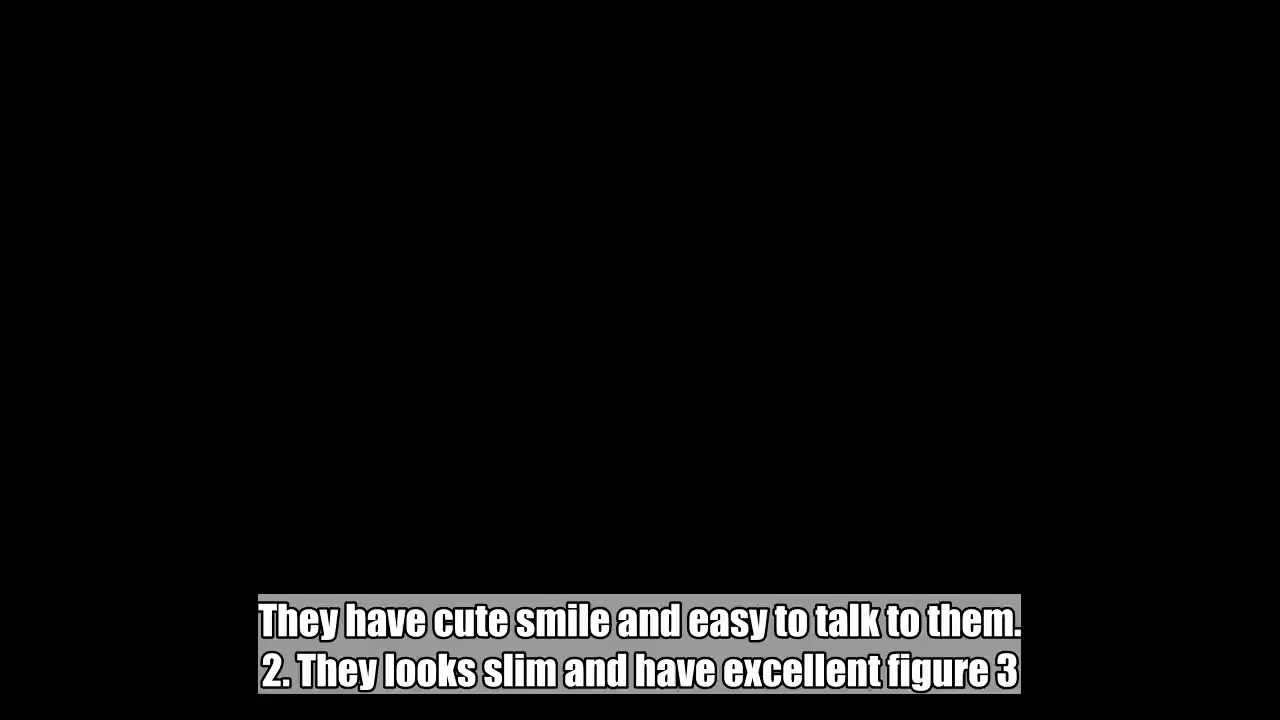 They have cute smile and easy to talk to them.
2. They looks slim and have excellent figure 3